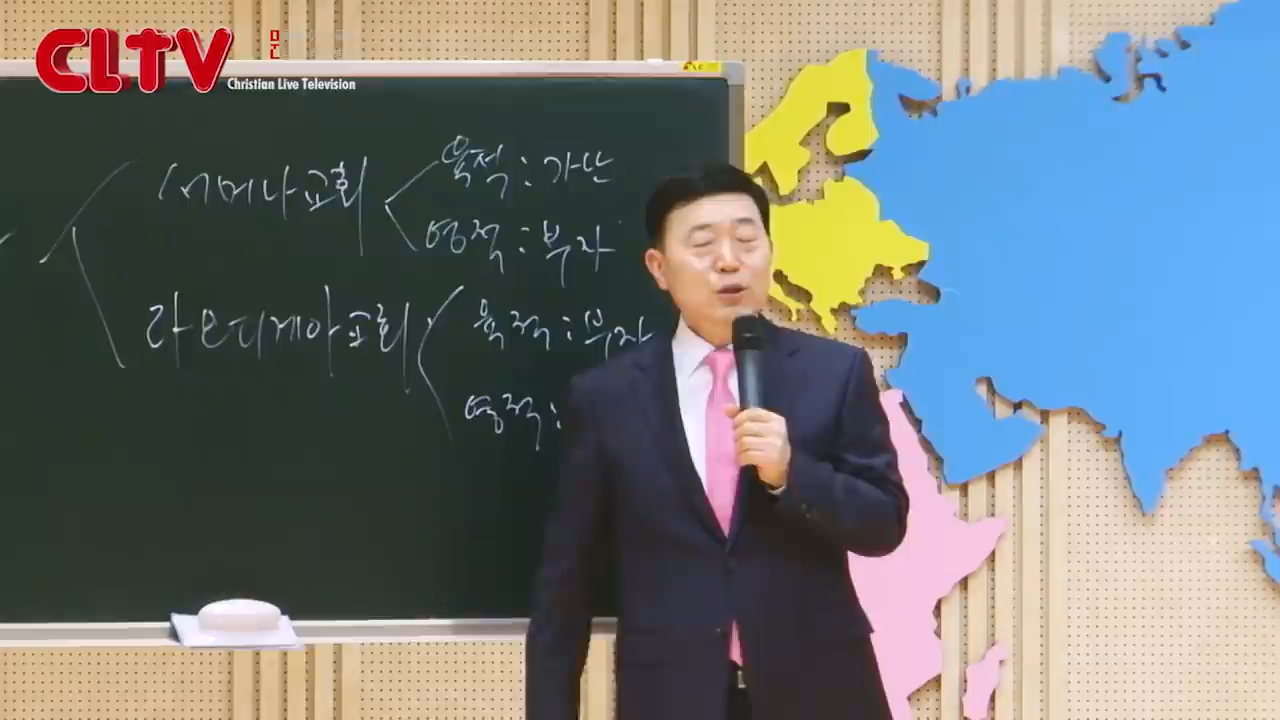 CLTV
Christian Live Television
서머나교회
육적 : 가난
영적 : 부자
라오디게아교회
육적 : 부자
영적 :